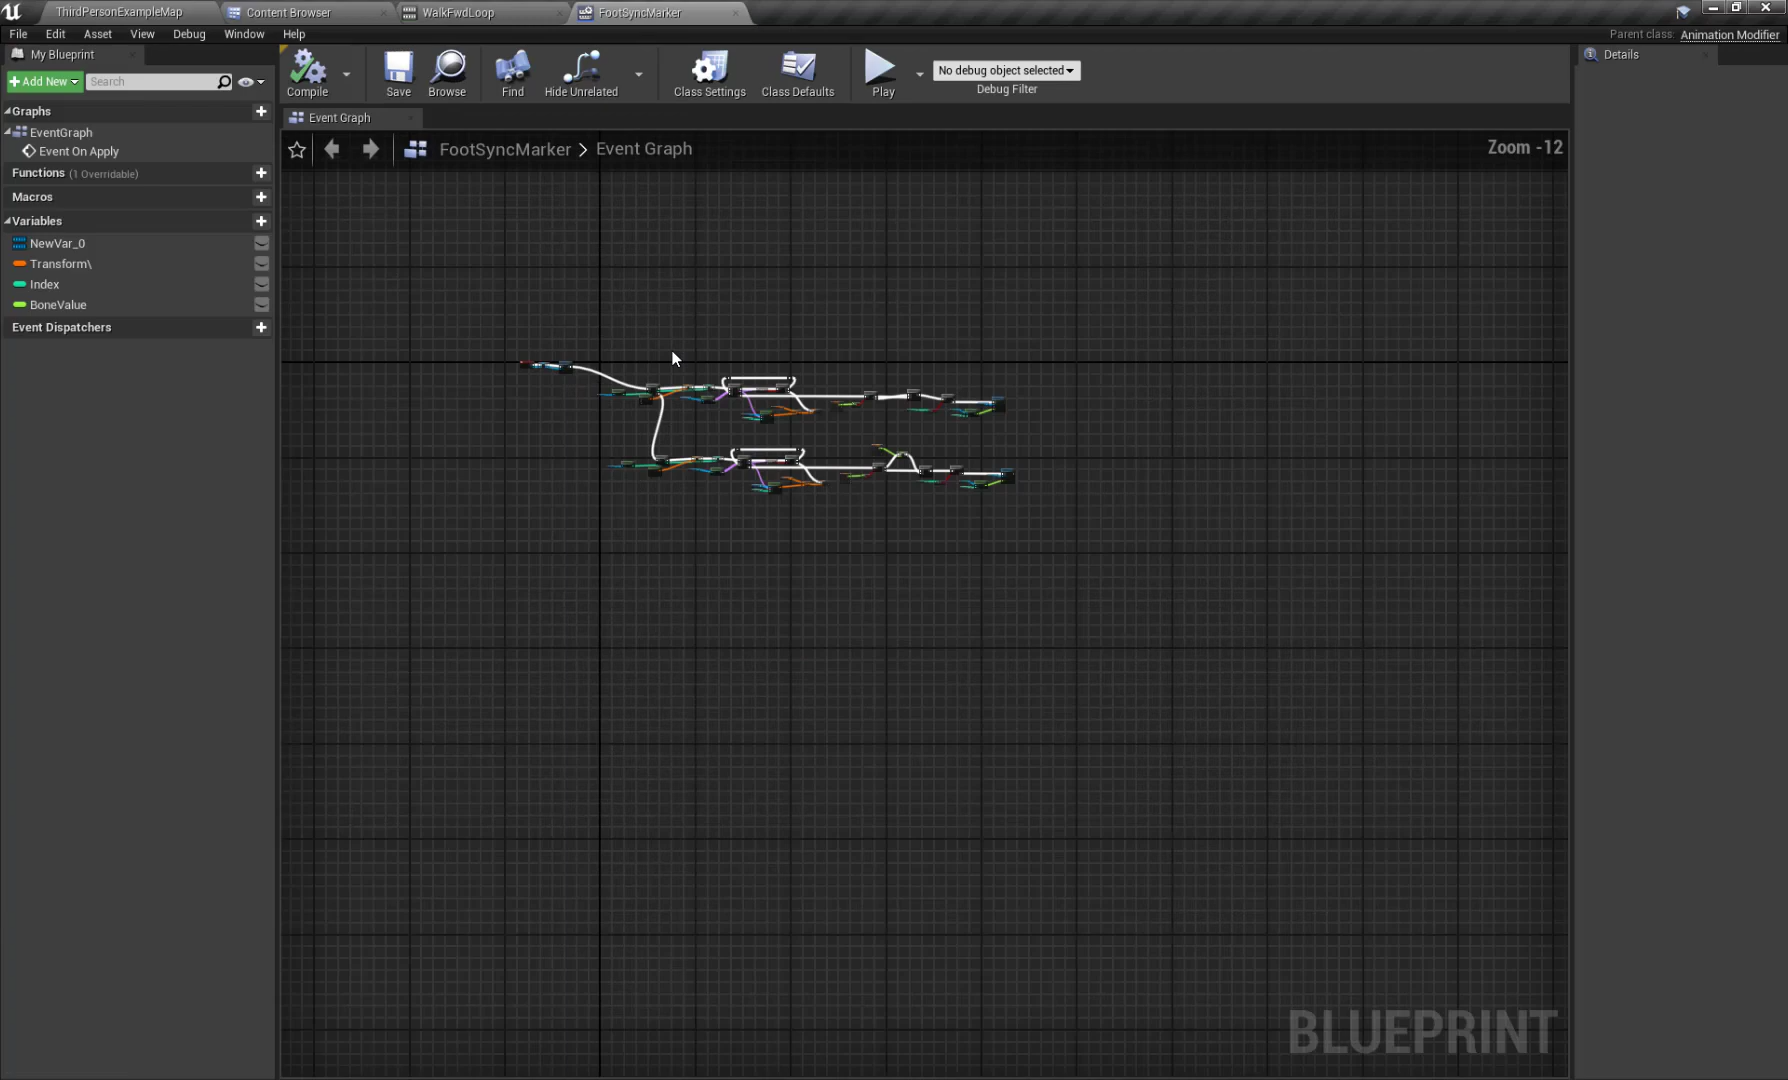 ThirdPersonExampleMap
Content Browser
WalkFwdLoop
FootSyncMarker
File Edit Asset View Debug Window Help
Parent class: Animation Modifier
My Blueprint
Details
Add New
Search
Compile
Save
Browse
Find
Hide Unrelated
Class Settings
Class Defaults
Play
No debug object selected
Debug Filter
Graphs
Event Graph
EventGraph
Event On Apply
FootSyncMarker > Event Graph
Zoom -12
Functions (1 Overridable)
Macros
Variables
NewVar_0
Transform\
Index
BoneValue
Event Dispatchers
BLUEPRINT